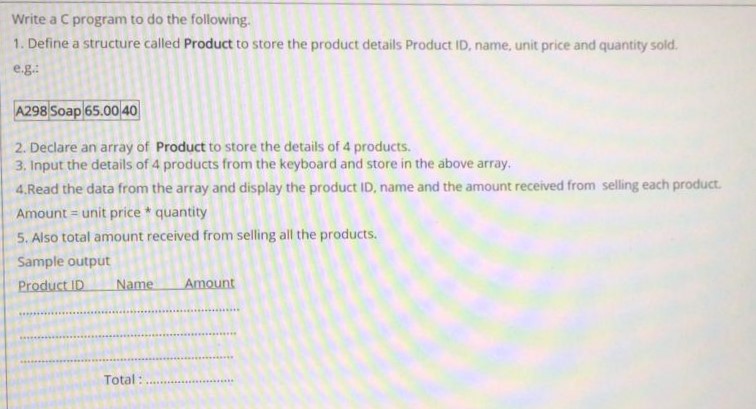 Write a C program to do the following.
1. Define a structure called Product to store the product details Product ID, name, unit price and quantity sold.
e.g.:
A298 Soap 65.00 40
2. Declare an array of Product to store the details of 4 products.
3. Input the details of 4 products from the keyboard and store in the above array.
4.Read the data from the array and display the product ID, name and the amount received from selling each product.
Amount = unit price * quantity
5. Also total amount received from selling all the products.
Sample output
Product ID Name Amount
............................................................
............................................................
............................................................
Total : ........................